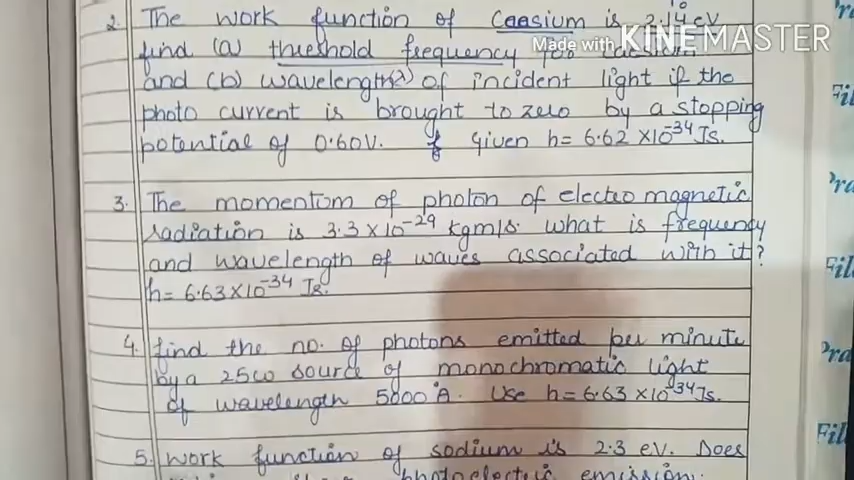 2. The work function of Caesium is 2.14 eV
find (a) threshold frequency for
Made with KINEMASTER
and (b) wavelength(λ) of incident light if the
photo current is brought to zero by a stopping
potential of 0.60V. Given h = 6.62 × 10⁻³⁴ Js.
3. The momentum of photon of electro magnetic
radiation is 3.3 × 10⁻²⁹ kgm/s. what is frequency
and wavelength of waves associated with it?
h = 6.63 × 10⁻³⁴ Js.
4. find the no. of photons emitted per minute
by a 25w source of monochromatic light
of wavelength 5000 Å. Use h = 6.63 × 10⁻³⁴ Js.
5. Work function of sodium is 2.3 eV. Does
photoelectric emission